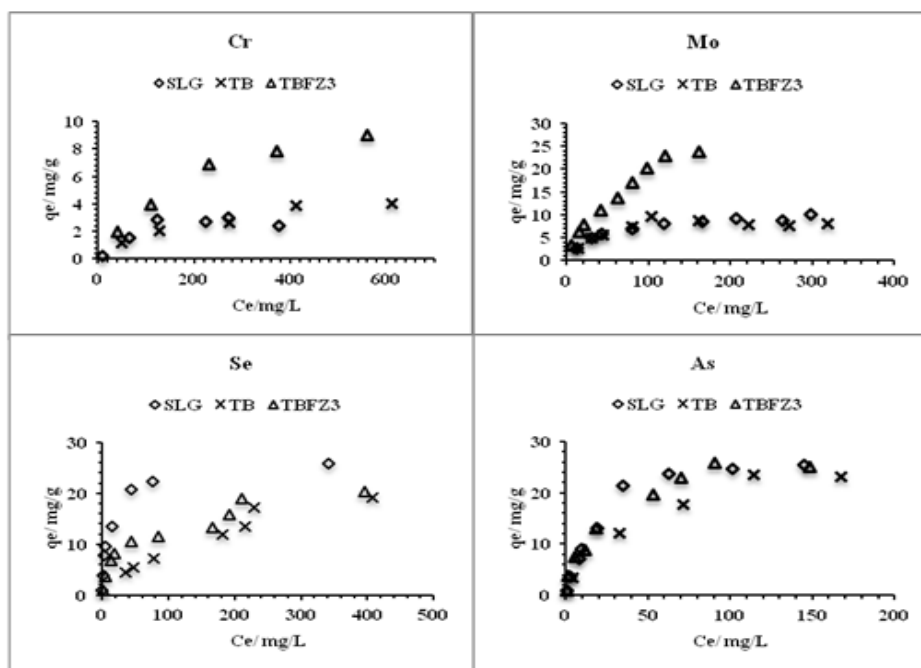 Cr
SLG TB TBFZ3
qe/mg/g
10
8
6
4
2
0
0 200 400 600
Ce/mg/L
Mo
SLG TB TBFZ3
qe/mg/g
30
25
20
15
10
5
0
0 100 200 300 400
Ce/mg/L
Se
SLG TB TBFZ3
qe/mg/g
30
20
10
0
0 100 200 300 400 500
Ce/mg/L
As
SLG TB TBFZ3
qe/mg/g
30
20
10
0
0 50 100 150 200
Ce/mg/L